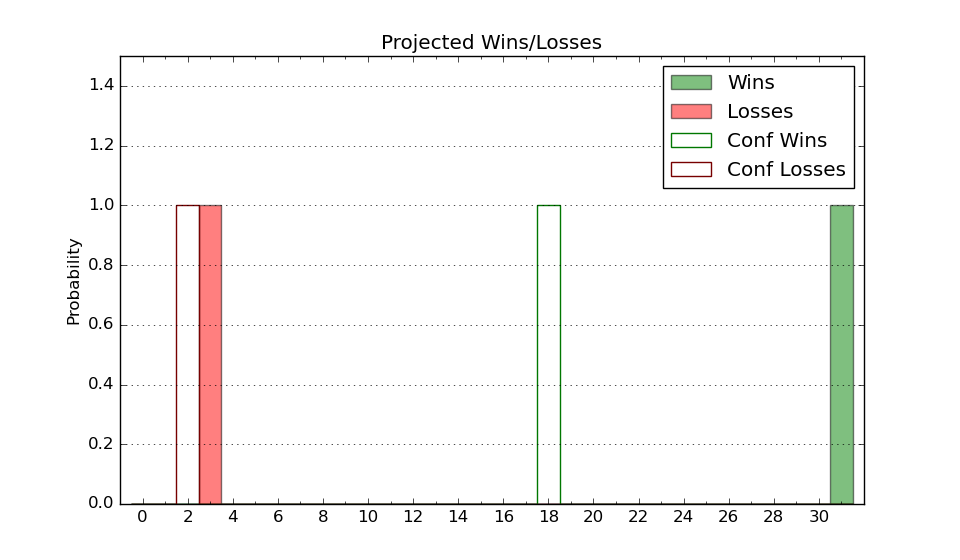 Projected Wins/Losses
Wins
Losses
Conf Wins
Conf Losses
Probability
1.4
1.2
1.0
0.8
0.6
0.4
0.2
0.0
0 2 4 6 8 10 12 14 16 18 20 22 24 26 28 30